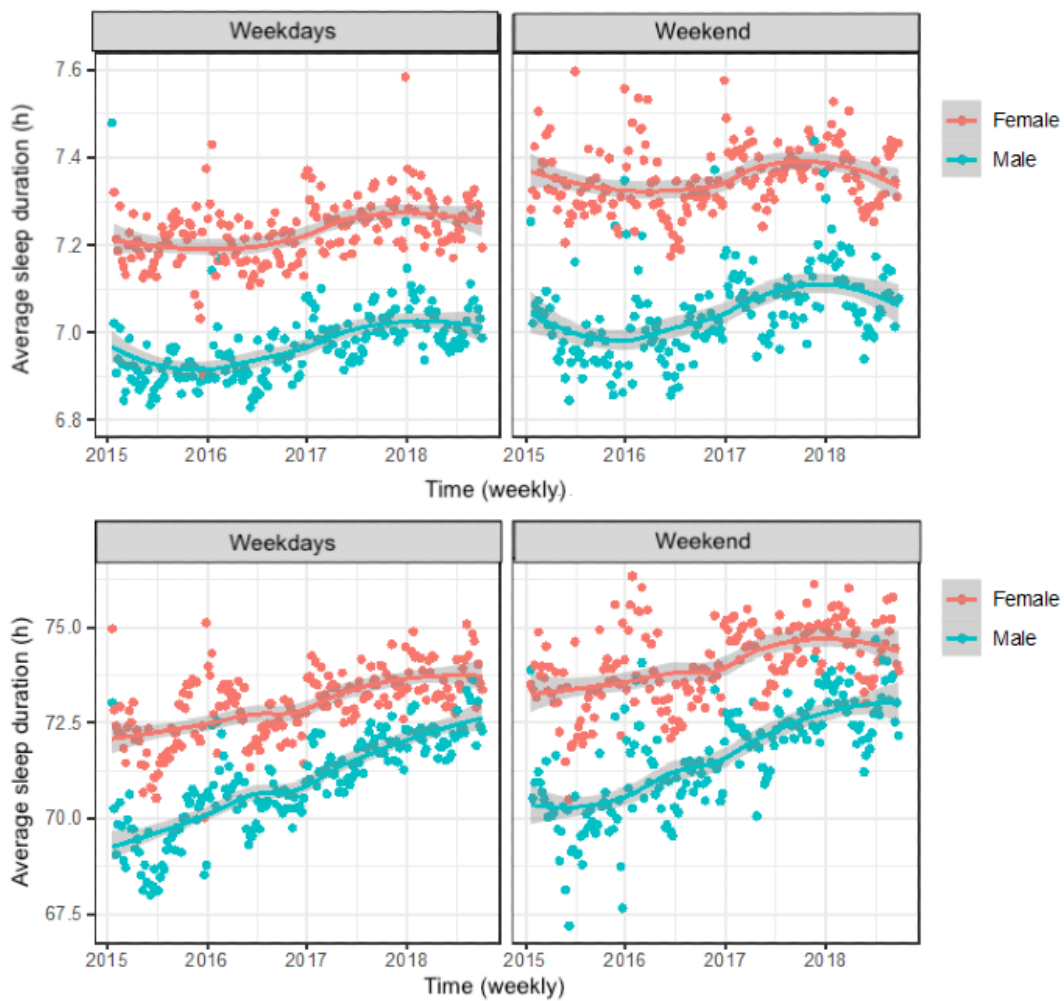 Weekdays
Weekend
Average sleep duration (h)
7.6
7.4
7.2
7.0
6.8
2015 2016 2017 2018
2015 2016 2017 2018
Time (weekly).
Female
Male
Weekdays
Weekend
Average sleep duration (h)
75.0
72.5
70.0
67.5
2015 2016 2017 2018
2015 2016 2017 2018
Time (weekly)
Female
Male